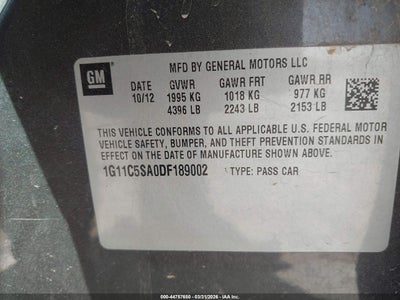 GM
MFD BY GENERAL MOTORS LLC
DATE GVWR GAWR FRT GAWR RR
10/12 1995 KG 1018 KG 977 KG
4396 LB 2243 LB 2153 LB
THIS VEHICLE CONFORMS TO ALL APPLICABLE U.S. FEDERAL MOTOR
VEHICLE SAFETY, BUMPER, AND THEFT PREVENTION STANDARDS IN
EFFECT ON THE DATE OF MANUFACTURE SHOWN ABOVE.
1G11C5SA0DF189002 TYPE: PASS CAR
000-44757650 - 03/31/2026 - IAA Inc.